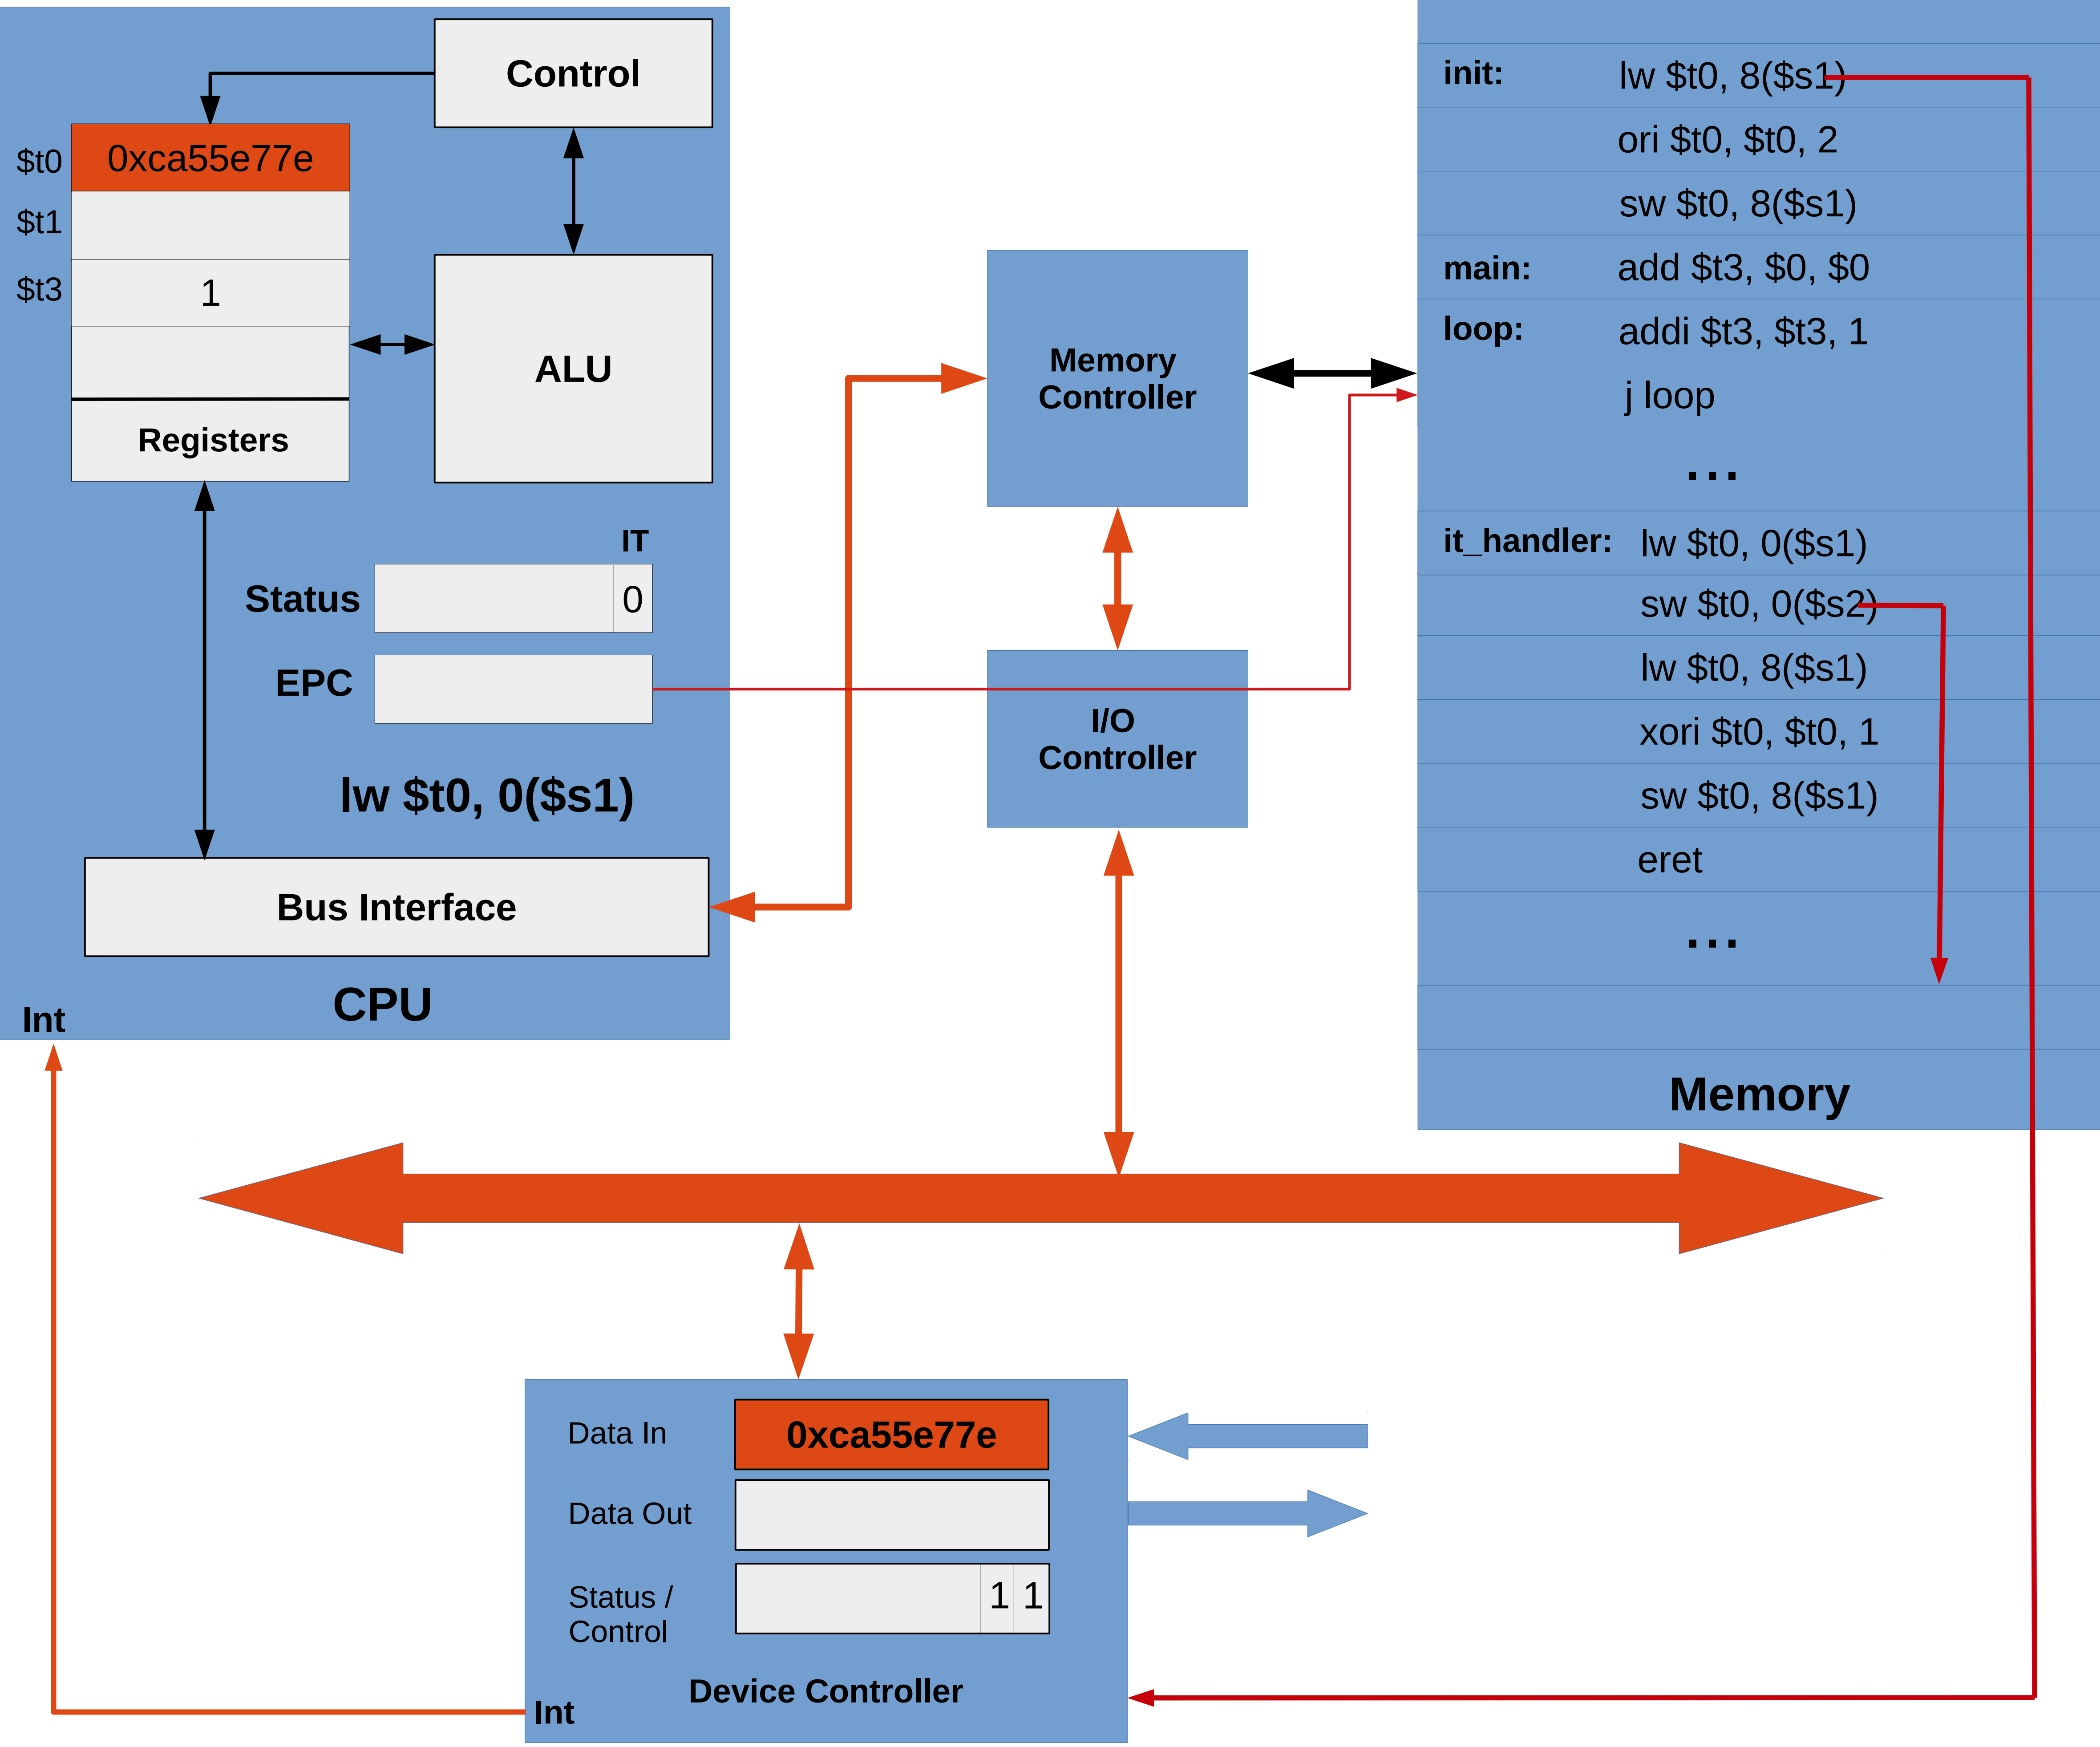 Control
$t0 0xca55e77e
$t1
$t3 1
ALU
Registers
IT
Status 0
EPC
lw $t0, 0($s1)
Bus Interface
CPU
Int
Memory
Controller
I/O
Controller
init: lw $t0, 8($s1)
ori $t0, $t0, 2
sw $t0, 8($s1)
main: add $t3, $0, $0
loop: addi $t3, $t3, 1
j loop
...
it_handler: lw $t0, 0($s1)
sw $t0, 0($s2)
lw $t0, 8($s1)
xori $t0, $t0, 1
sw $t0, 8($s1)
eret
...
Memory
Data In 0xca55e77e
Data Out
Status / 1 1
Control
Device Controller
Int